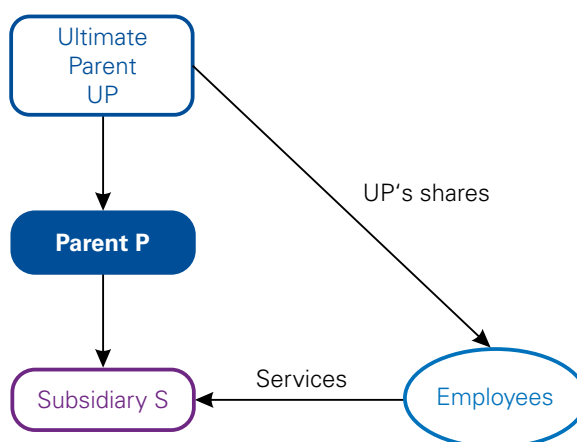 Ultimate
Parent
UP
UP‘s shares
Parent P
Services
Subsidiary S
Employees